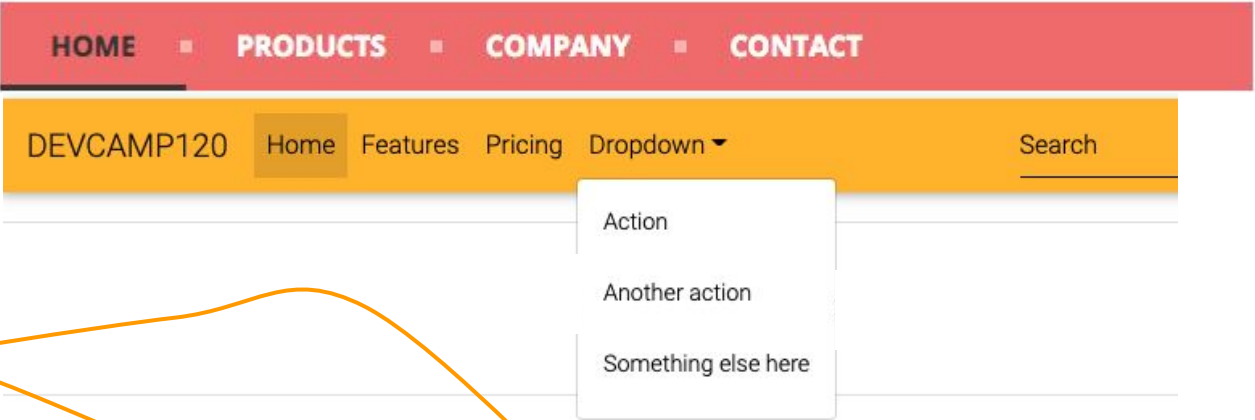 HOME PRODUCTS COMPANY CONTACT
DEVCAMP120 Home Features Pricing Dropdown Search
Action
Another action
Something else here